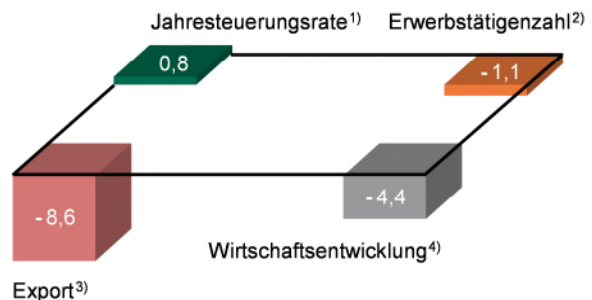 Jahresteuerungsrate¹⁾ Erwerbstätigenzahl²⁾
0,8
-1,1
-8,6
-4,4
Wirtschaftsentwicklung⁴⁾
Export³⁾